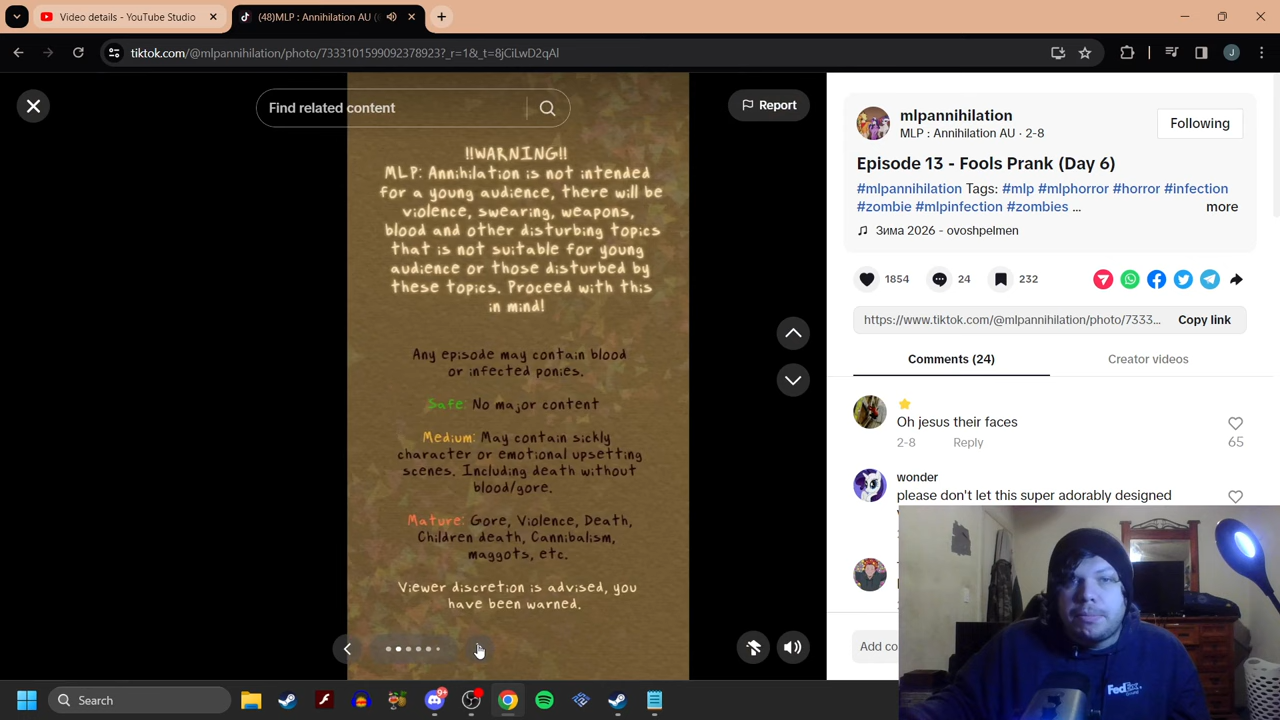 Video details - YouTube Studio
(48)MLP : Annihilation AU (
tiktok.com/@mlpannihilation/photo/7333101599092378923?_r=1&_t=8jCiLwD2qAl
J
Find related content
Report
!!WARNING!!
MLP: Annihilation is not intended
for a young audience, there will be
violence, swearing, weapons,
blood and other disturbing topics
that is not suitable for young
audience or those disturbed by
these topics. Proceed with this
in mind!
Any episode may contain blood
or infected ponies.
Safe: No major content
Medium: May contain sickly
character or emotional upsetting
scenes. Including death without
blood/gore.
Mature: Gore, Violence, Death,
Children death, Cannibalism,
maggots, etc.
Viewer discretion is advised, you
have been warned.
mlpannihilation
MLP : Annihilation AU · 2-8
Following
Episode 13 - Fools Prank (Day 6)
#mlpannihilation Tags: #mlp #mlphorror #horror #infection
#zombie #mlpinfection #zombies ...
more
Зима 2026 - ovoshpelmen
1854
24
232
https://www.tiktok.com/@mlpannihilation/photo/7333...
Copy link
Comments (24)
Creator videos
Oh jesus their faces
2-8
Reply
65
wonder
please don't let this super adorably designed
Add co
FedEx
Search
9+